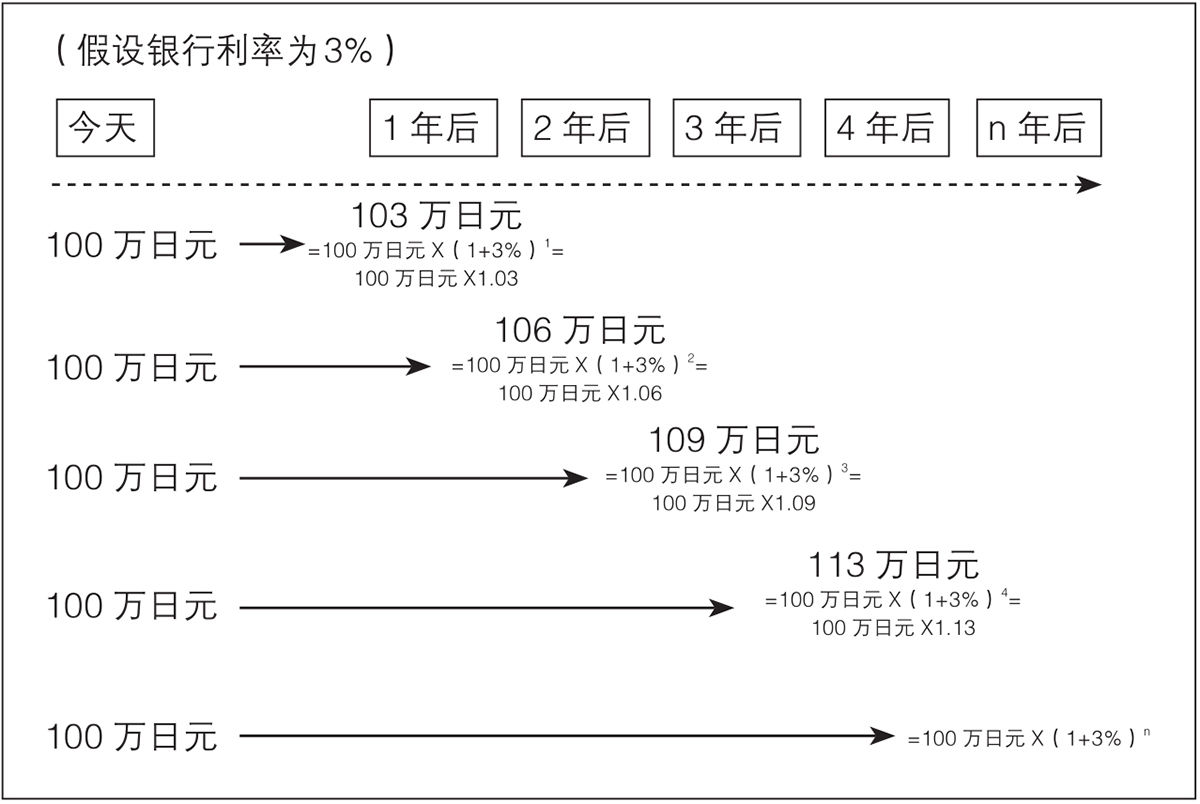 （假设银行利率为3%）
今天 1 年后 2 年后 3 年后 4 年后 n 年后
103 万日元
100 万日元 =100 万日元 X（1+3%）¹=
100 万日元 X1.03
106 万日元
100 万日元 =100 万日元 X（1+3%）²=
100 万日元 X1.06
109 万日元
100 万日元 =100 万日元 X（1+3%）³=
100 万日元 X1.09
113 万日元
100 万日元 =100 万日元 X（1+3%）⁴=
100 万日元 X1.13
100 万日元 =100 万日元 X（1+3%）ⁿ